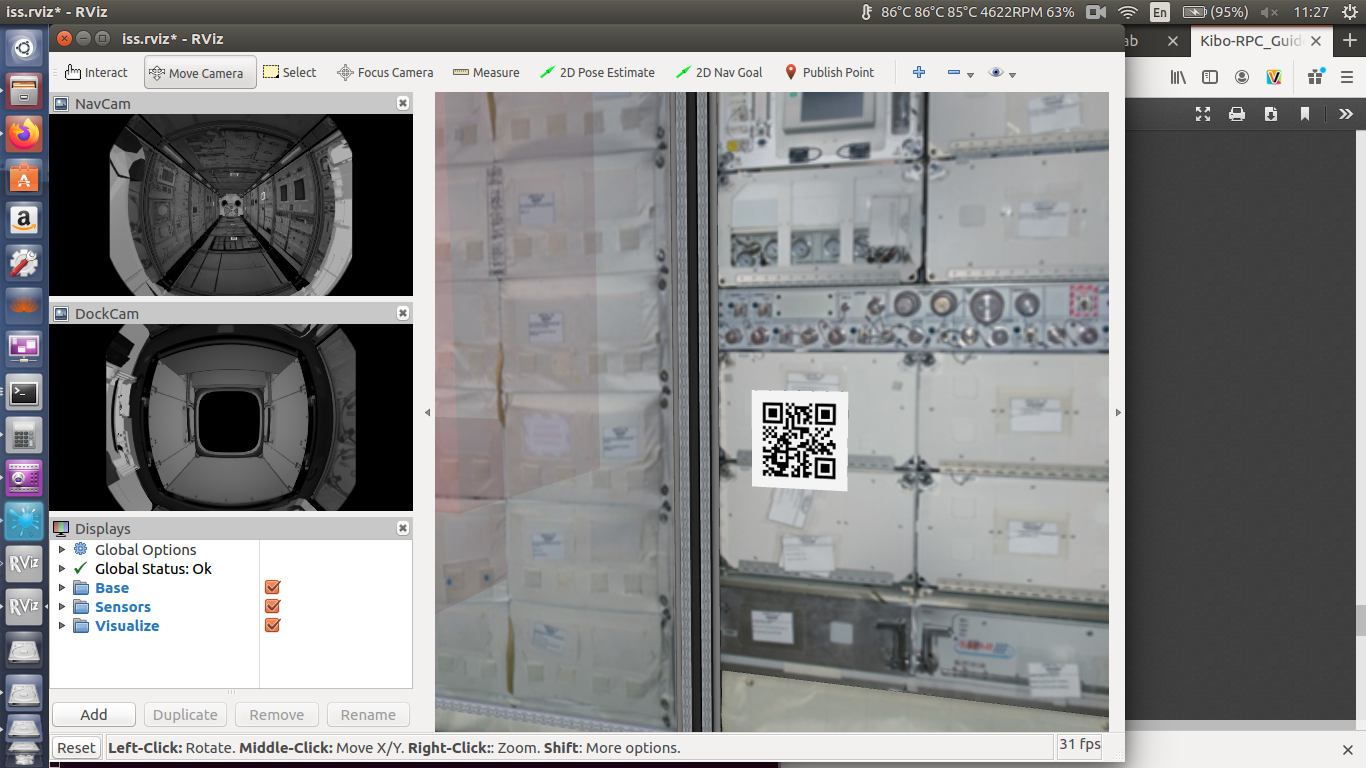 iss.rviz* - RViz
86°C 86°C 85°C 4622RPM 63%
En
(95%)
11:27
iss.rviz* - RViz
ab
Kibo-RPC_Guid
Interact
Move Camera
Select
Focus Camera
Measure
2D Pose Estimate
2D Nav Goal
Publish Point
NavCam
DockCam
Displays
Global Options
Global Status: Ok
Base
Sensors
Visualize
RViz
RViz
Add
Duplicate
Remove
Rename
Reset
Left-Click: Rotate. Middle-Click: Move X/Y. Right-Click:: Zoom. Shift: More options.
31 fps